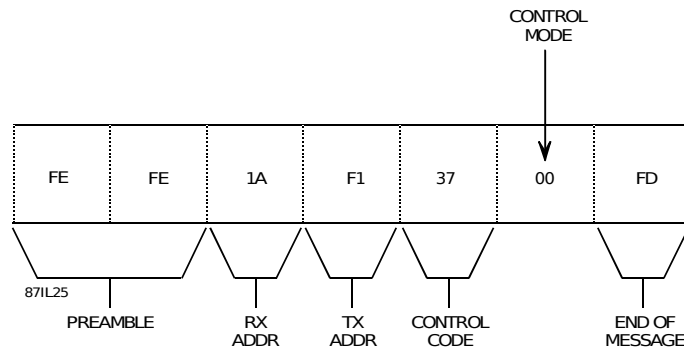 CONTROL
MODE
FE FE 1A F1 37 00 FD
87IL25
PREAMBLE
RX
ADDR
TX
ADDR
CONTROL
CODE
END OF
MESSAGE